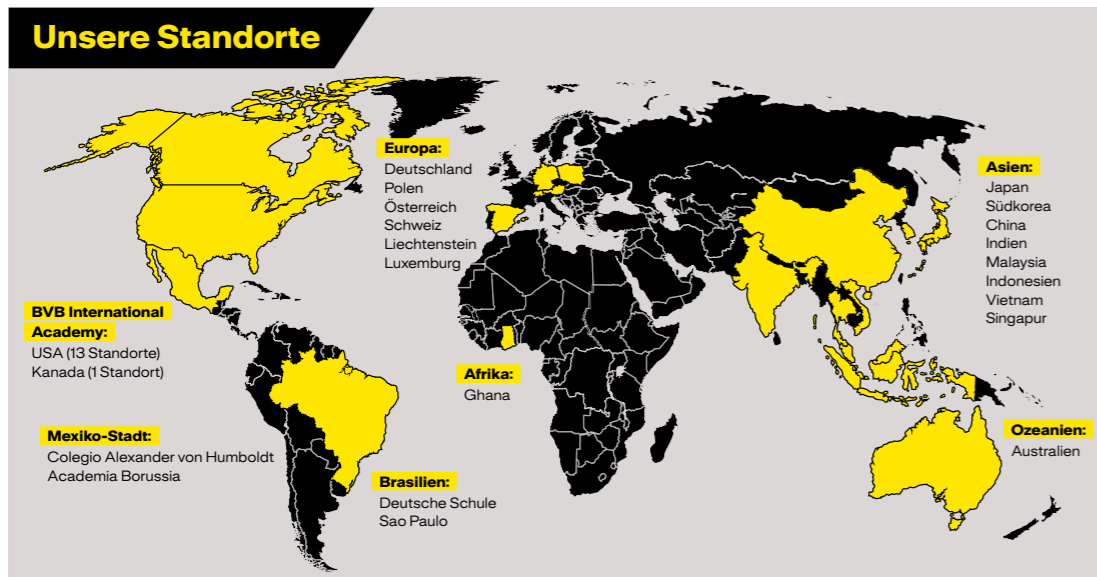 Unsere Standorte
Europa:
Deutschland
Polen
Österreich
Schweiz
Liechtenstein
Luxemburg
Asien:
Japan
Südkorea
China
Indien
Malaysia
Indonesien
Vietnam
Singapur
BVB International
Academy:
USA (13 Standorte)
Kanada (1 Standort)
Afrika:
Ghana
Mexiko-Stadt:
Colegio Alexander von Humboldt
Academia Borussia
Brasilien:
Deutsche Schule
Sao Paulo
Ozeanien:
Australien